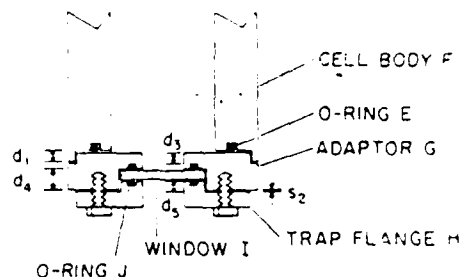 CELL BODY F
O-RING E
d3
d1
ADAPTOR G
d4
s2
d5
TRAP FLANGE H
WINDOW I
O-RING J